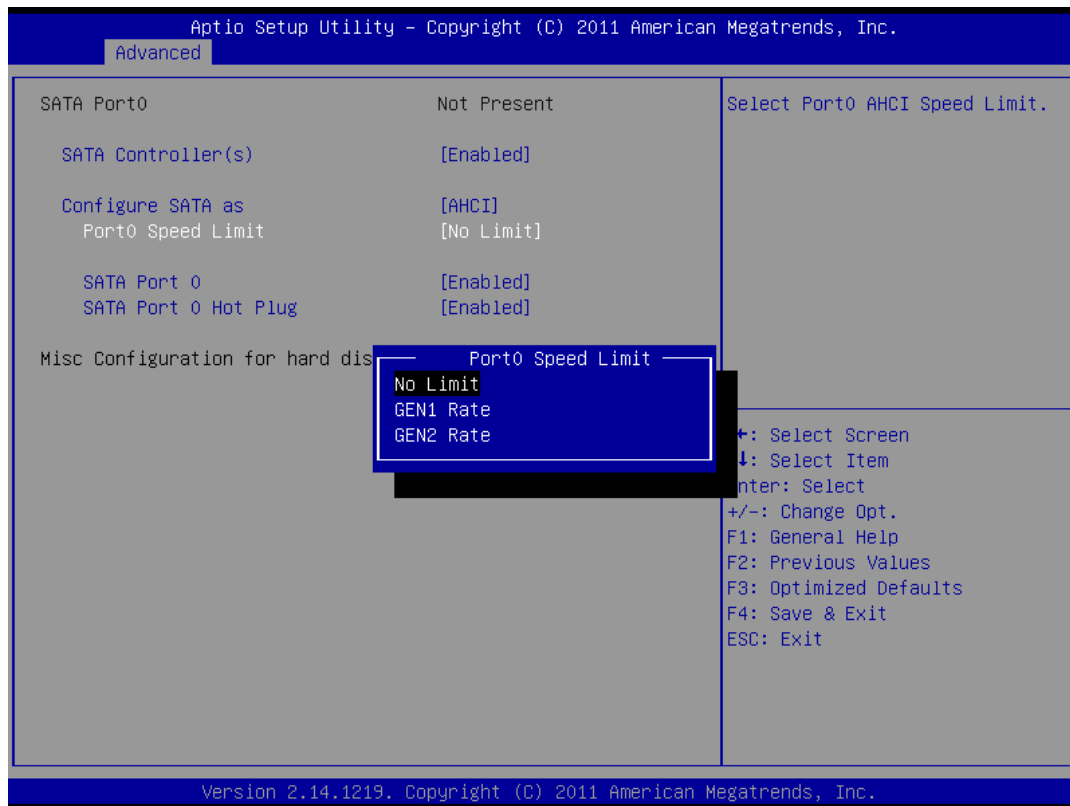 Aptio Setup Utility – Copyright (C) 2011 American Megatrends, Inc.
Advanced
SATA Port0 Not Present
SATA Controller(s) [Enabled]
Configure SATA as [AHCI]
Port0 Speed Limit [No Limit]
SATA Port 0 [Enabled]
SATA Port 0 Hot Plug [Enabled]
Misc Configuration for hard dis
Port0 Speed Limit
No Limit
GEN1 Rate
GEN2 Rate
Select Port0 AHCI Speed Limit.
: Select Screen
↓: Select Item
nter: Select
+/-: Change Opt.
F1: General Help
F2: Previous Values
F3: Optimized Defaults
F4: Save & Exit
ESC: Exit
Version 2.14.1219. Copyright (C) 2011 American Megatrends, Inc.